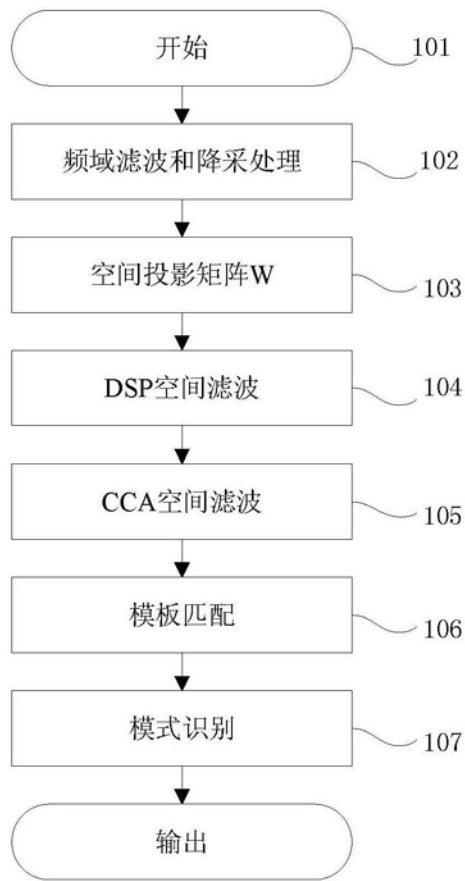 开始
101
频域滤波和降采处理
102
空间投影矩阵W
103
DSP空间滤波
104
CCA空间滤波
105
模板匹配
106
模式识别
107
输出